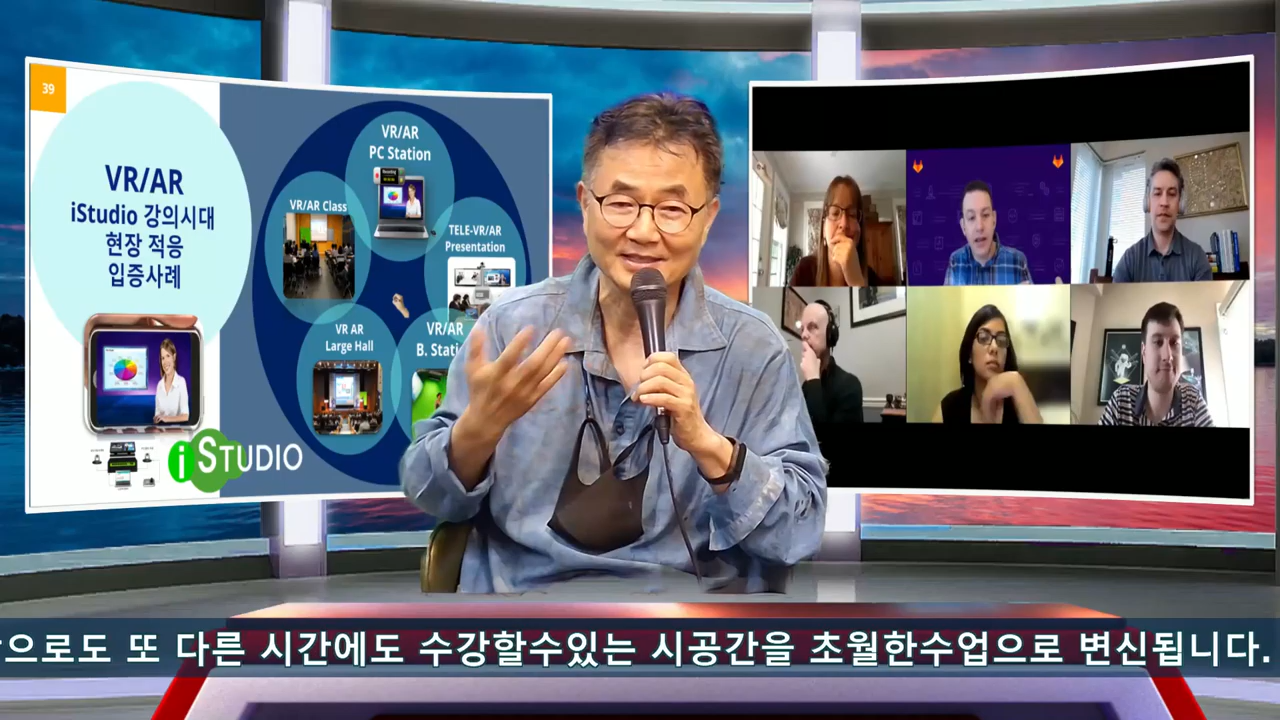 39
VR/AR
iStudio 강의시대
현장 적응
입증사례
VR/AR
PC Station
VR/AR Class
TELE-VR/AR
Presentation
VR AR
Large Hall
VR/AR
B. Stati
iSTUDIO
으로도 또 다른 시간에도 수강할수있는 시공간을 초월한수업으로 변신됩니다.